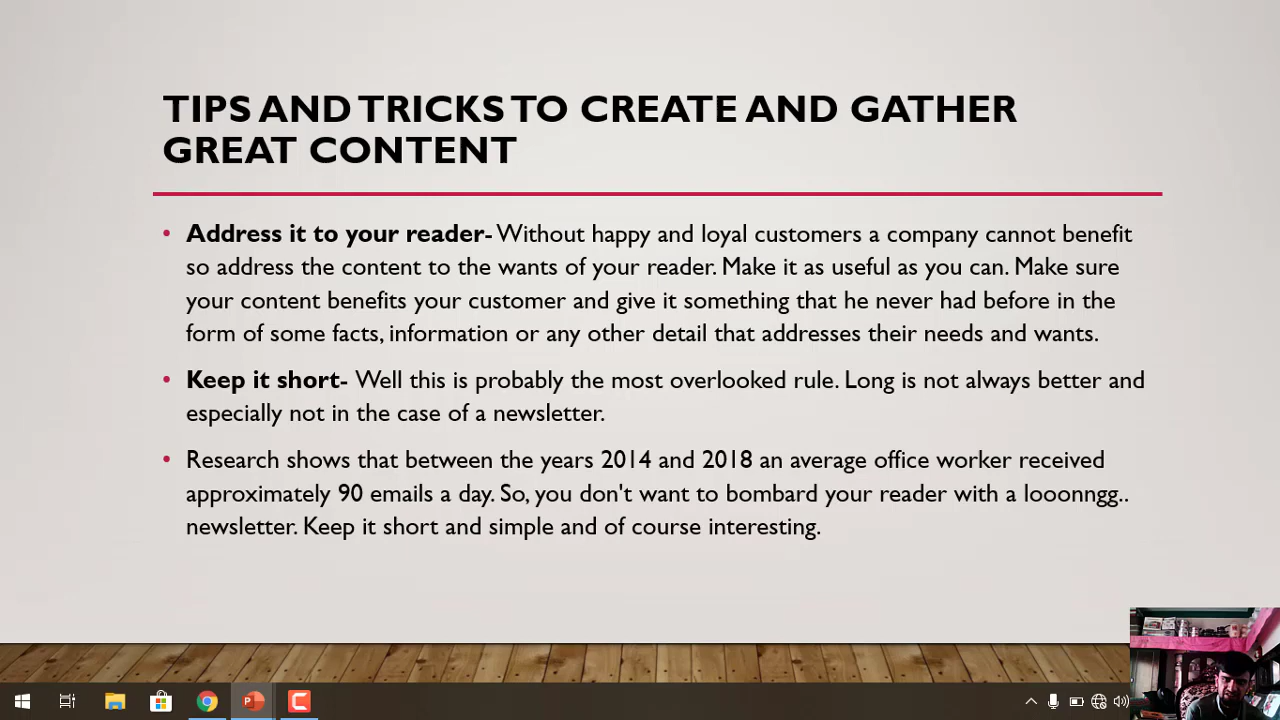 TIPS AND TRICKS TO CREATE AND GATHER
GREAT CONTENT
• Address it to your reader- Without happy and loyal customers a company cannot benefit
so address the content to the wants of your reader. Make it as useful as you can. Make sure
your content benefits your customer and give it something that he never had before in the
form of some facts, information or any other detail that addresses their needs and wants.
• Keep it short- Well this is probably the most overlooked rule. Long is not always better and
especially not in the case of a newsletter.
• Research shows that between the years 2014 and 2018 an average office worker received
approximately 90 emails a day. So, you don't want to bombard your reader with a looonngg..
newsletter. Keep it short and simple and of course interesting.